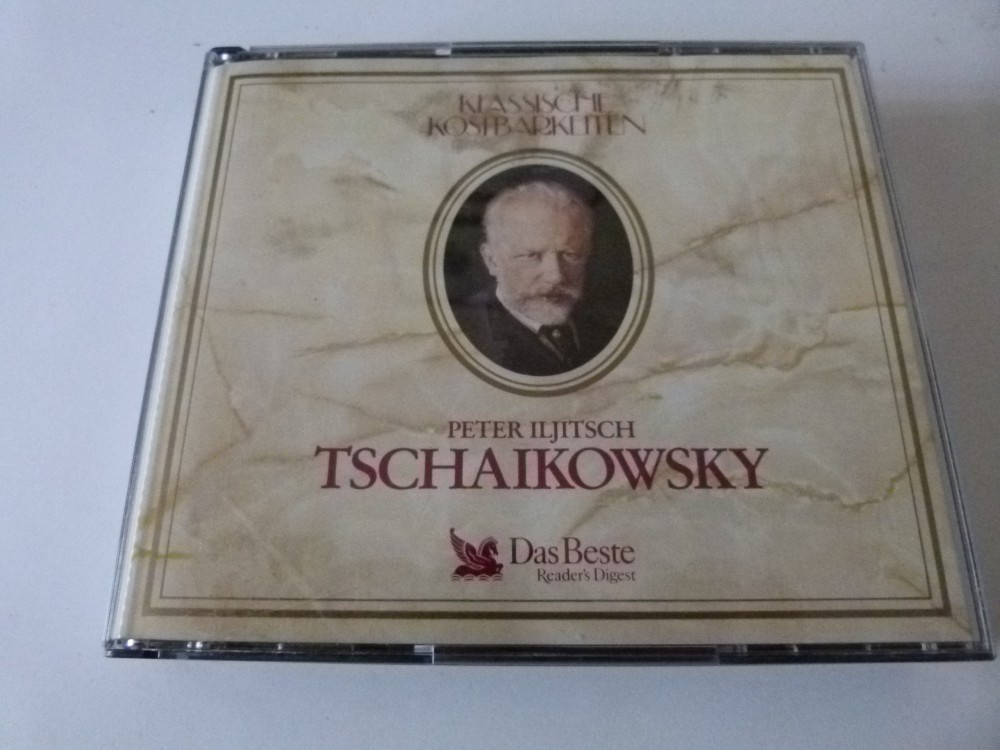 KLASSISCHE
KOSTBARKEITEN
PETER ILJITSCH
TSCHAIKOWSKY
Das Beste
Reader's Digest